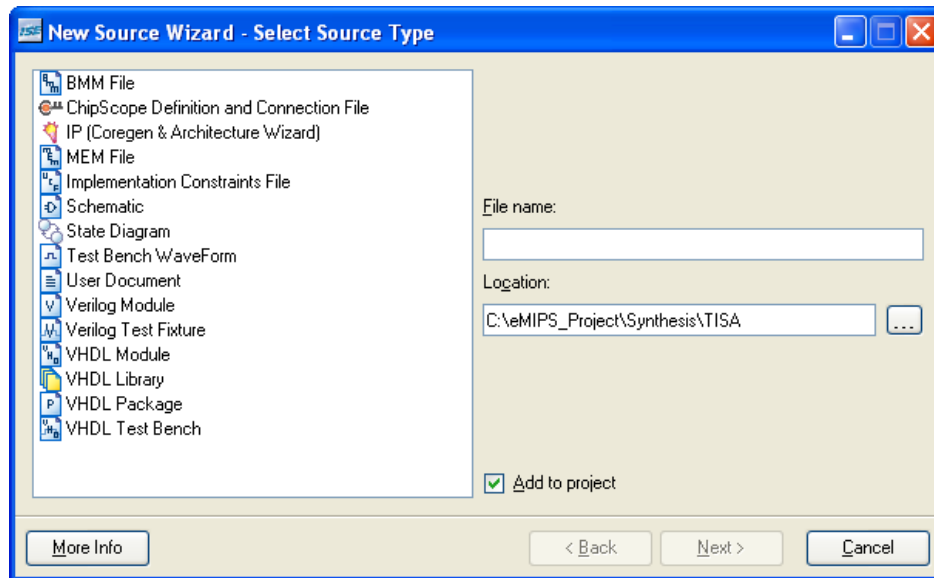 ISE New Source Wizard - Select Source Type
BMM File
ChipScope Definition and Connection File
IP (Coregen & Architecture Wizard)
MEM File
Implementation Constraints File
Schematic
State Diagram
Test Bench WaveForm
User Document
Verilog Module
Verilog Test Fixture
VHDL Module
VHDL Library
VHDL Package
VHDL Test Bench
File name:
Location:
C:\eMIPS_Project\Synthesis\TISA
...
Add to project
More Info
< Back
Next >
Cancel